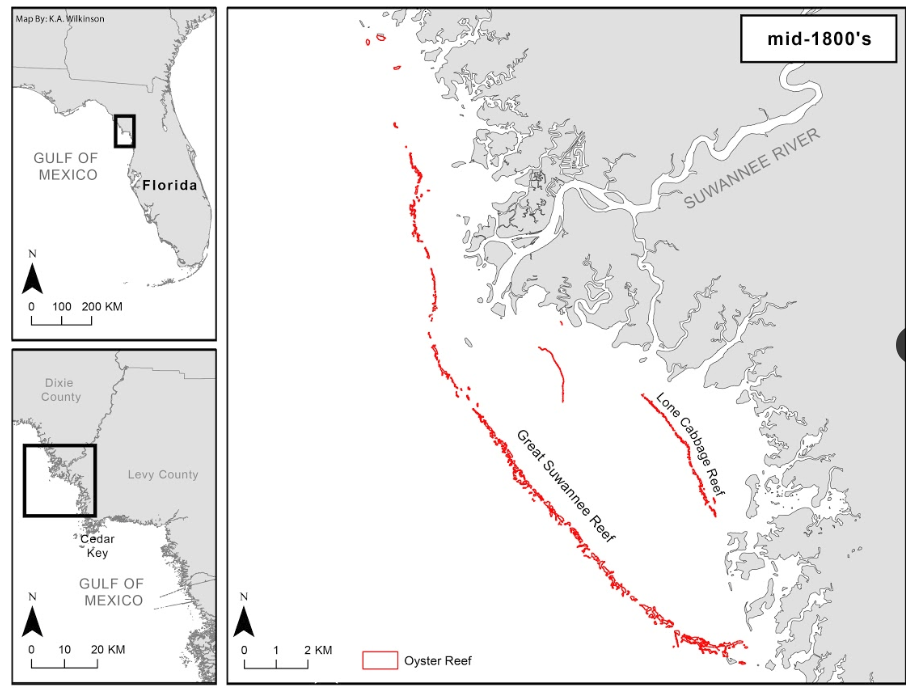 Map By: K.A. Wilkinson
GULF OF
MEXICO
Florida
N
0 100 200 KM
Dixie
County
Levy County
Cedar
Key
GULF OF
MEXICO
N
0 10 20 KM
mid-1800's
SUWANNEE RIVER
Lone Cabbage Reef
Great Suwannee Reef
N
0 1 2 KM
Oyster Reef